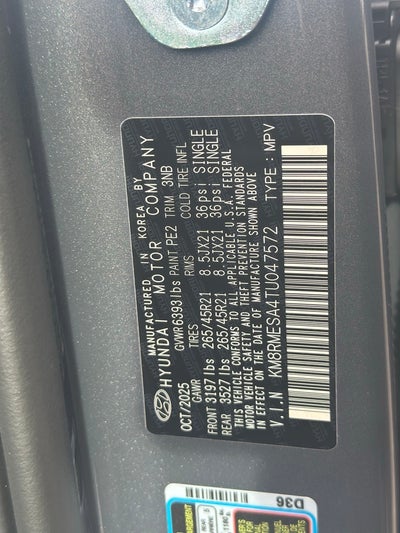 MANUFACTURED IN KOREA BY
HYUNDAI MOTOR COMPANY
OCT/2025 GVWR6393lbs PAINT PE2 TRIM 3NB
GAWR TIRES RIMS COLD TIRE INFL
FRONT 3197 lbs 265/45R21 8.5JX21 36psi SINGLE
REAR 3527 lbs 265/45R21 8.5JX21 36psi SINGLE
THIS VEHICLE CONFORMS TO ALL APPLICABLE U.S.A. FEDERAL
MOTOR VEHICLE SAFETY AND THEFT PREVENTION STANDARDS
IN EFFECT ON THE DATE OF MANUFACTURE SHOWN ABOVE
V.I.N : KM8RMESA4TU047572 TYPE : MPV
D36